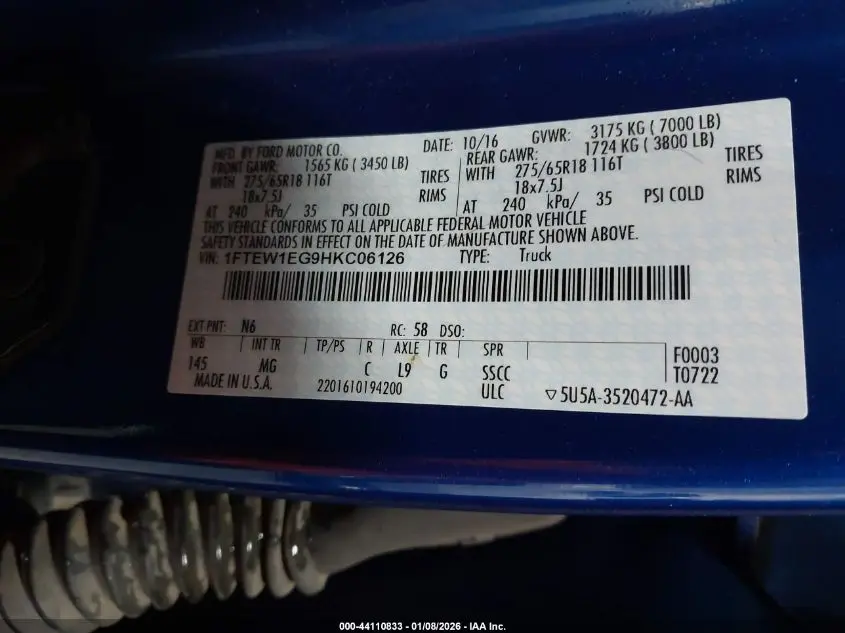 MFD. BY FORD MOTOR CO. DATE: 10/16 GVWR: 3175 KG ( 7000 LB)
FRONT GAWR: 1565 KG ( 3450 LB) REAR GAWR: 1724 KG ( 3800 LB)
WITH 275/65R18 116T TIRES WITH 275/65R18 116T TIRES
18x7.5J RIMS 18x7.5J RIMS
AT 240 kPa/ 35 PSI COLD AT 240 kPa/ 35 PSI COLD
THIS VEHICLE CONFORMS TO ALL APPLICABLE FEDERAL MOTOR VEHICLE
SAFETY STANDARDS IN EFFECT ON THE DATE OF MANUFACTURE SHOWN ABOVE.
VIN: 1FTEW1EG9HKC06126 TYPE: Truck
EXT PNT: N6 RC: 58 DSO:
WB INT TR TP/PS R AXLE TR SPR
145 MG C L9 G SSCC
F0003
T0722
MADE IN U.S.A. 2201610194200 ULC ▽5U5A-3520472-AA
000-44110833 - 01/08/2026 - IAA Inc.